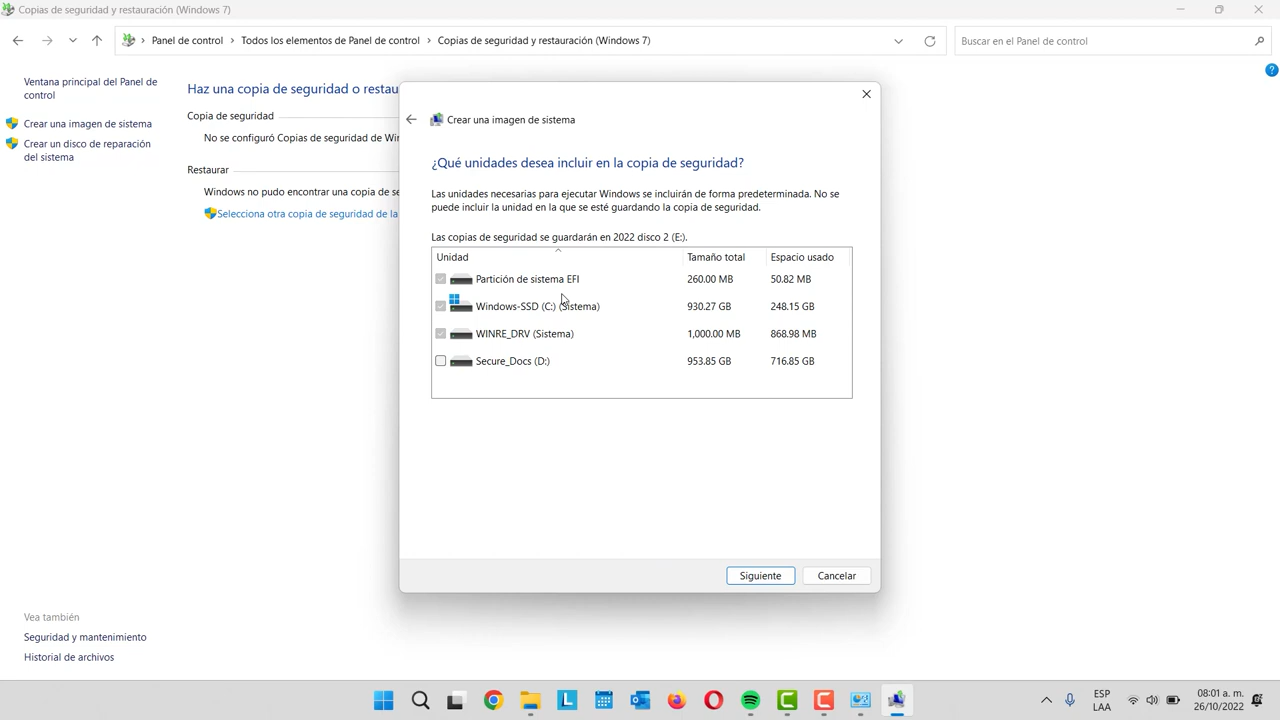 Copias de seguridad y restauración (Windows 7)
Panel de control
Todos los elementos de Panel de control
Copias de seguridad y restauración (Windows 7)
Buscar en el Panel de control
Ventana principal del Panel de
control
Crear una imagen de sistema
Crear un disco de reparación
del sistema
Haz una copia de seguridad o restau
Copia de seguridad
No se configuró Copias de seguridad de Wi
Restaurar
Windows no pudo encontrar una copia de se
Selecciona otra copia de seguridad de la
Crear una imagen de sistema
¿Qué unidades desea incluir en la copia de seguridad?
Las unidades necesarias para ejecutar Windows se incluirán de forma predeterminada. No se
puede incluir la unidad en la que se esté guardando la copia de seguridad.
Las copias de seguridad se guardarán en 2022 disco 2 (E:).
Unidad Tamaño total Espacio usado
Partición de sistema EFI 260.00 MB 50.82 MB
Windows-SSD (C:) (Sistema) 930.27 GB 248.15 GB
WINRE_DRV (Sistema) 1,000.00 MB 868.98 MB
Secure_Docs (D:) 953.85 GB 716.85 GB
Siguiente Cancelar
Vea también
Seguridad y mantenimiento
Historial de archivos
L
ESP
LAA
08:01 a. m.
26/10/2022